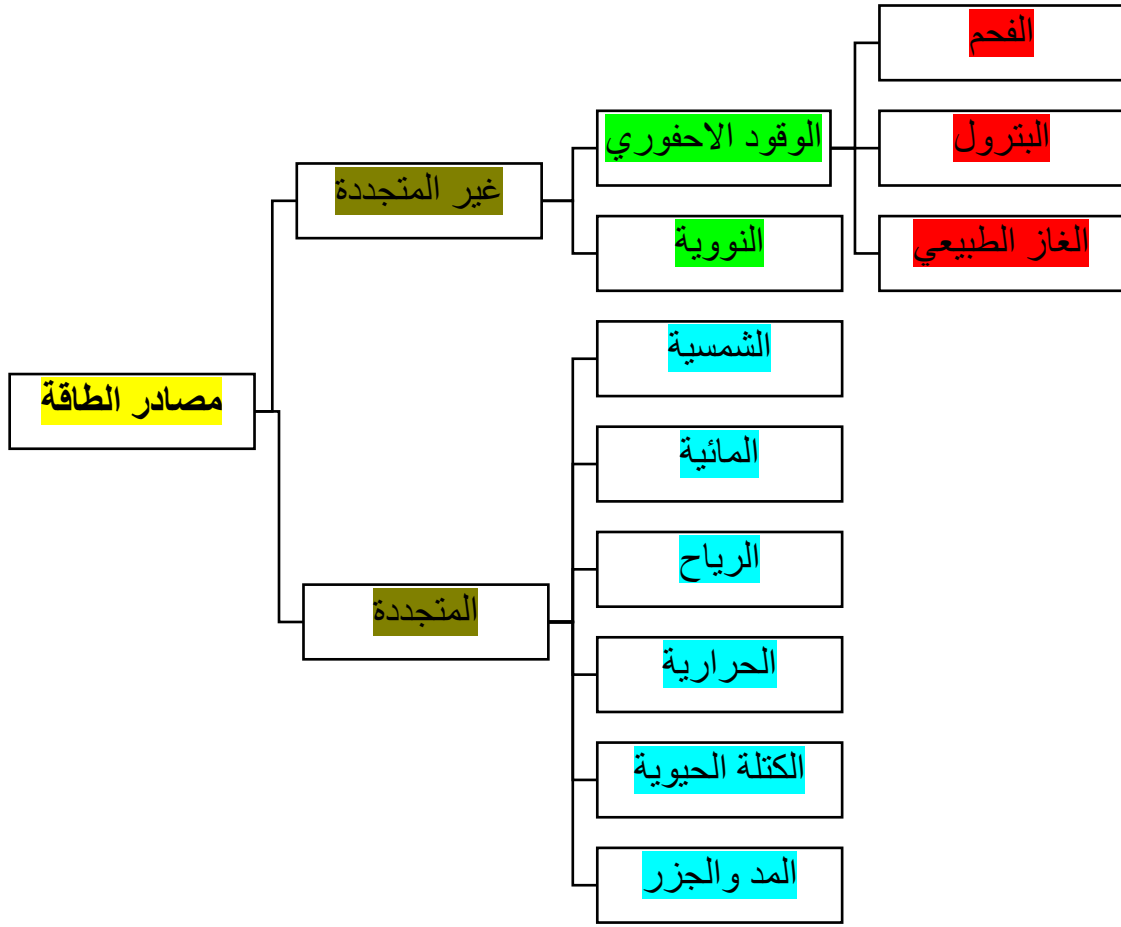 مصادر الطاقة
غير المتجددة
الوقود الاحفوري
الفحم
البترول
الغاز الطبيعي
النووية
المتجددة
الشمسية
المائية
الرياح
الحرارية
الكتلة الحيوية
المد والجزر